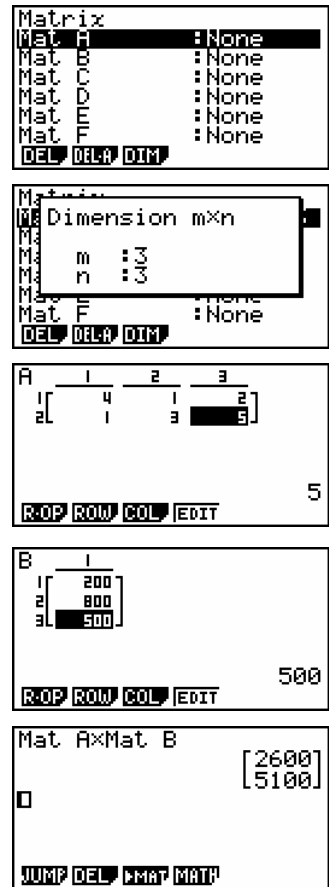 Matrix
Mat A :None
Mat B :None
Mat C :None
Mat D :None
Mat E :None
Mat F :None
DEL DEL·A DIM
Dimension m×n
m :3
n :3
Mat F :None
DEL DEL·A DIM
A 1 2 3
1 4 1 2
2 1 3 5
5
R·OP ROW COL EDIT
B 1
1 200
2 800
3 500
500
R·OP ROW COL EDIT
Mat A×Mat B
[2600]
[5100]
JUMP DEL ▶MAT MATH